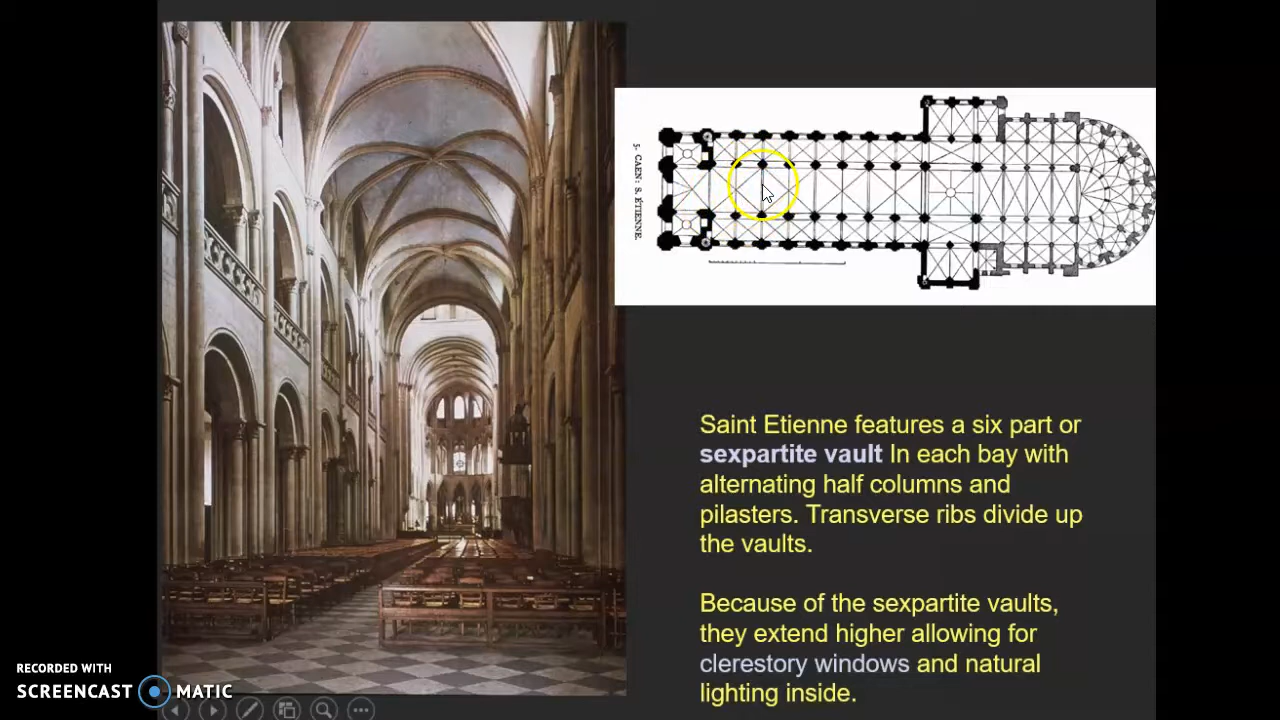 5- CAEN: S. ÉTIENNE.
Saint Etienne features a six part or
sexpartite vault In each bay with
alternating half columns and
pilasters. Transverse ribs divide up
the vaults.
Because of the sexpartite vaults,
they extend higher allowing for
clerestory windows and natural
lighting inside.
RECORDED WITH
SCREENCAST MATIC